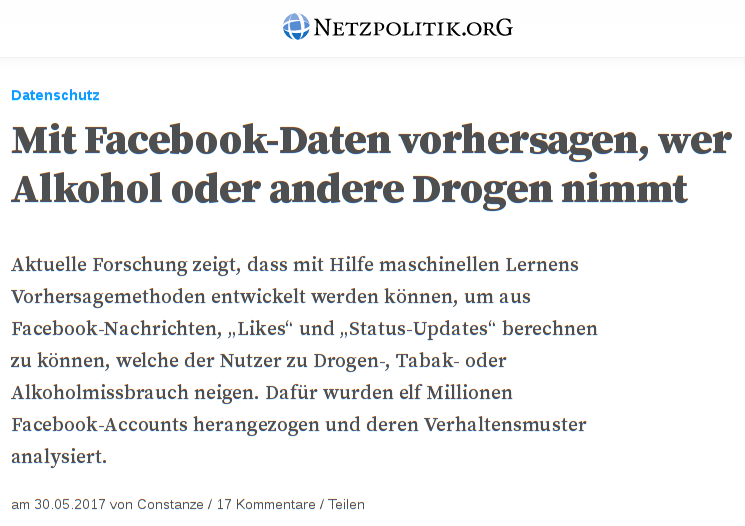 NETZPOLITIK.ORG
Datenschutz
Mit Facebook-Daten vorhersagen, wer
Alkohol oder andere Drogen nimmt
Aktuelle Forschung zeigt, dass mit Hilfe maschinellen Lernens
Vorhersagemethoden entwickelt werden können, um aus
Facebook-Nachrichten, „Likes“ und „Status-Updates“ berechnen
zu können, welche der Nutzer zu Drogen-, Tabak- oder
Alkoholmissbrauch neigen. Dafür wurden elf Millionen
Facebook-Accounts herangezogen und deren Verhaltensmuster
analysiert.
am 30.05.2017 von Constanze / 17 Kommentare / Teilen